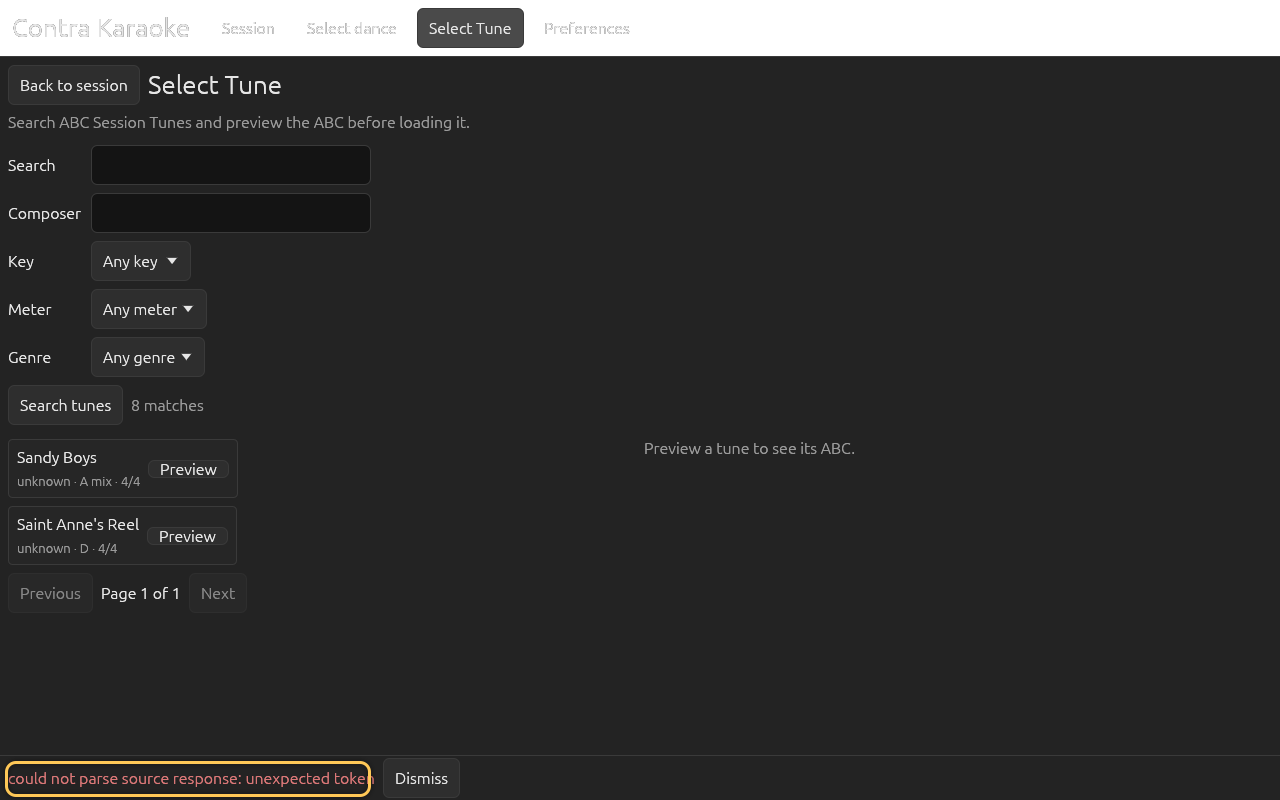 Contra Karaoke Session Select dance Select Tune Preferences
Back to session Select Tune
Search ABC Session Tunes and preview the ABC before loading it.
Search
Composer
Key Any key
Meter Any meter
Genre Any genre
Search tunes 8 matches
Sandy Boys
unknown · A mix · 4/4
Preview
Saint Anne's Reel
unknown · D · 4/4
Preview
Previous Page 1 of 1 Next
Preview a tune to see its ABC.
could not parse source response: unexpected token Dismiss